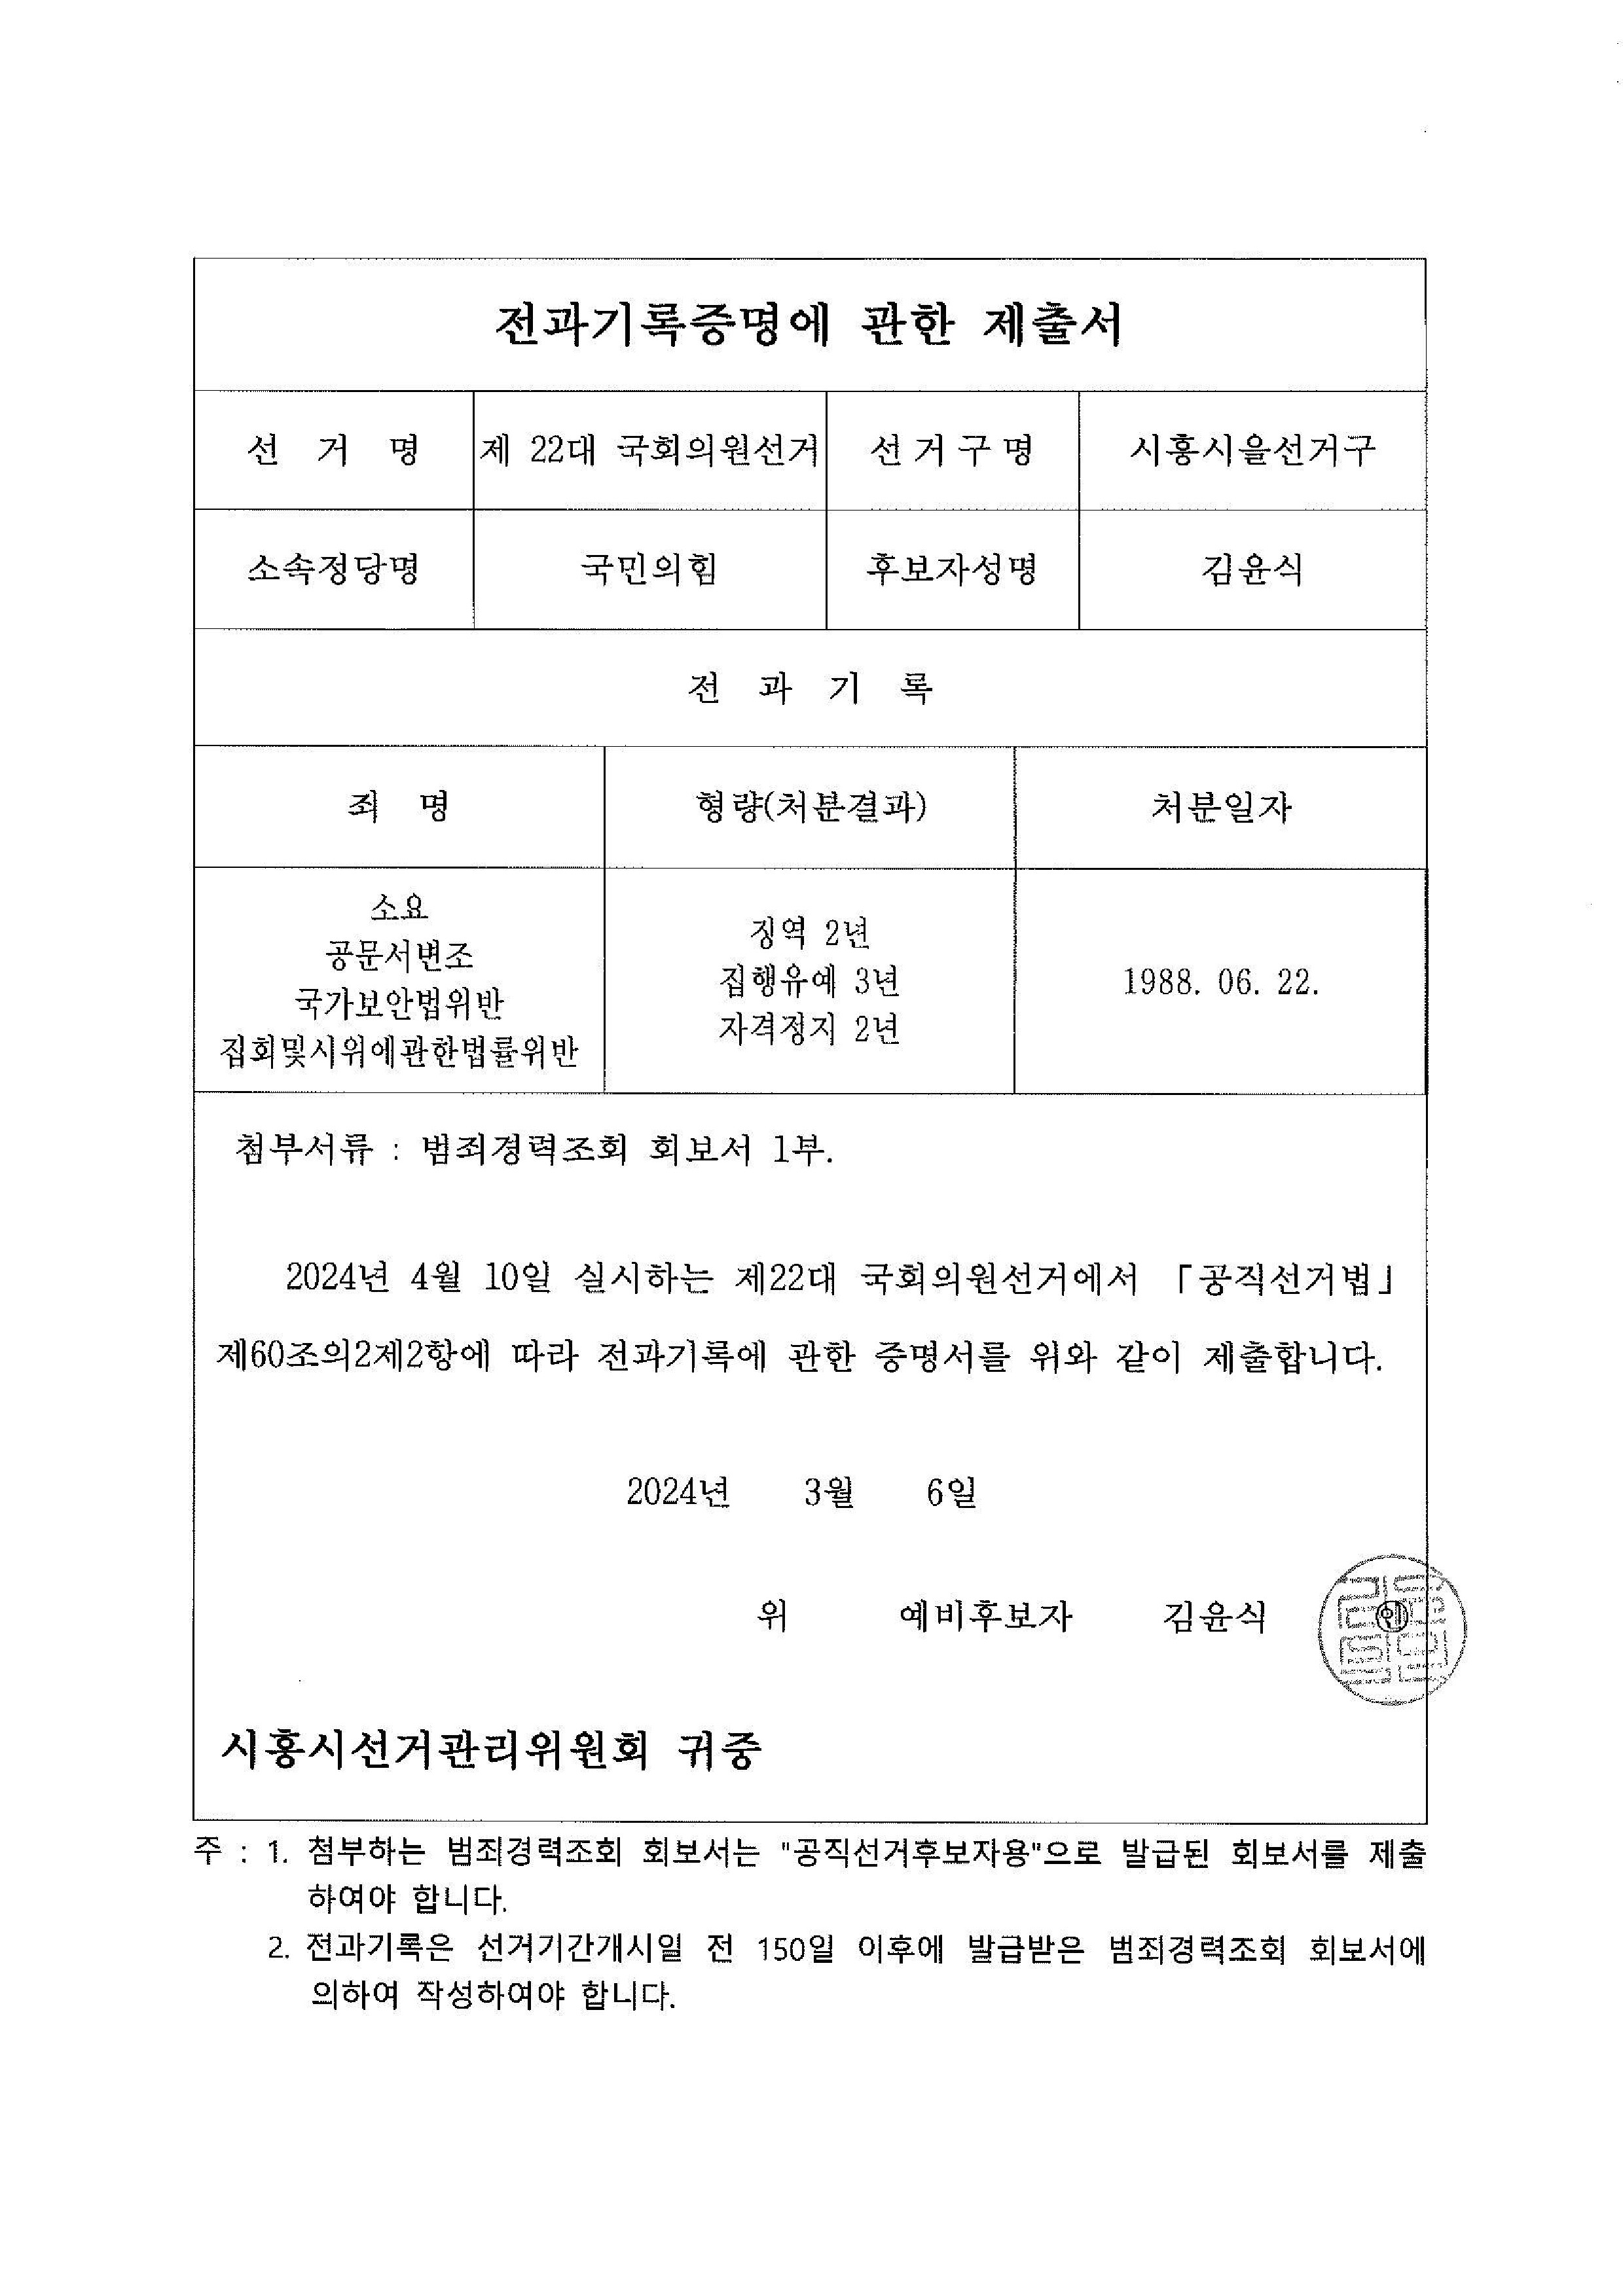 전과기록증명에 관한 제출서
선 거 명 제 22대 국회의원선거 선거구명 시흥시을선거구
소속정당명 국민의힘 후보자성명 김윤식
전 과 기 록
죄 명 형량(처분결과) 처분일자
소요
공문서변조
국가보안법위반
집회및시위에관한법률위반
징역 2년
집행유예 3년
자격정지 2년
1988. 06. 22.
첨부서류 : 범죄경력조회 회보서 1부.
2024년 4월 10일 실시하는 제22대 국회의원선거에서 「공직선거법」
제60조의2제2항에 따라 전과기록에 관한 증명서를 위와 같이 제출합니다.
2024년 3월 6일
위 예비후보자 김윤식 ㊞
시흥시선거관리위원회 귀중
주 : 1. 첨부하는 범죄경력조회 회보서는 "공직선거후보자용"으로 발급된 회보서를 제출
하여야 합니다.
2. 전과기록은 선거기간개시일 전 150일 이후에 발급받은 범죄경력조회 회보서에
의하여 작성하여야 합니다.